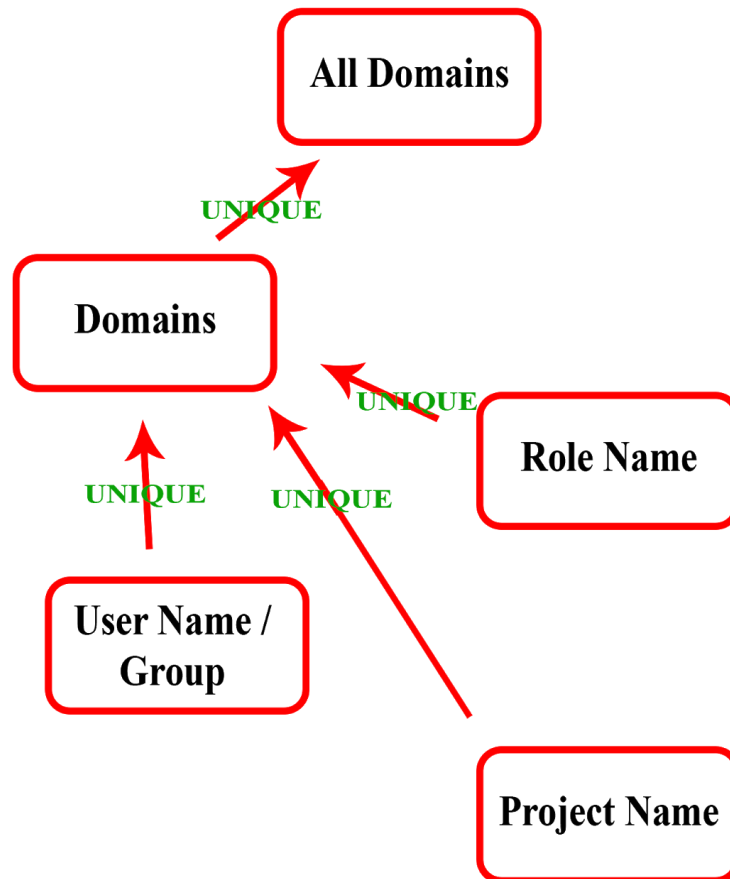 All Domains
UNIQUE
Domains
UNIQUE
Role Name
UNIQUE
UNIQUE
User Name /
Group
Project Name